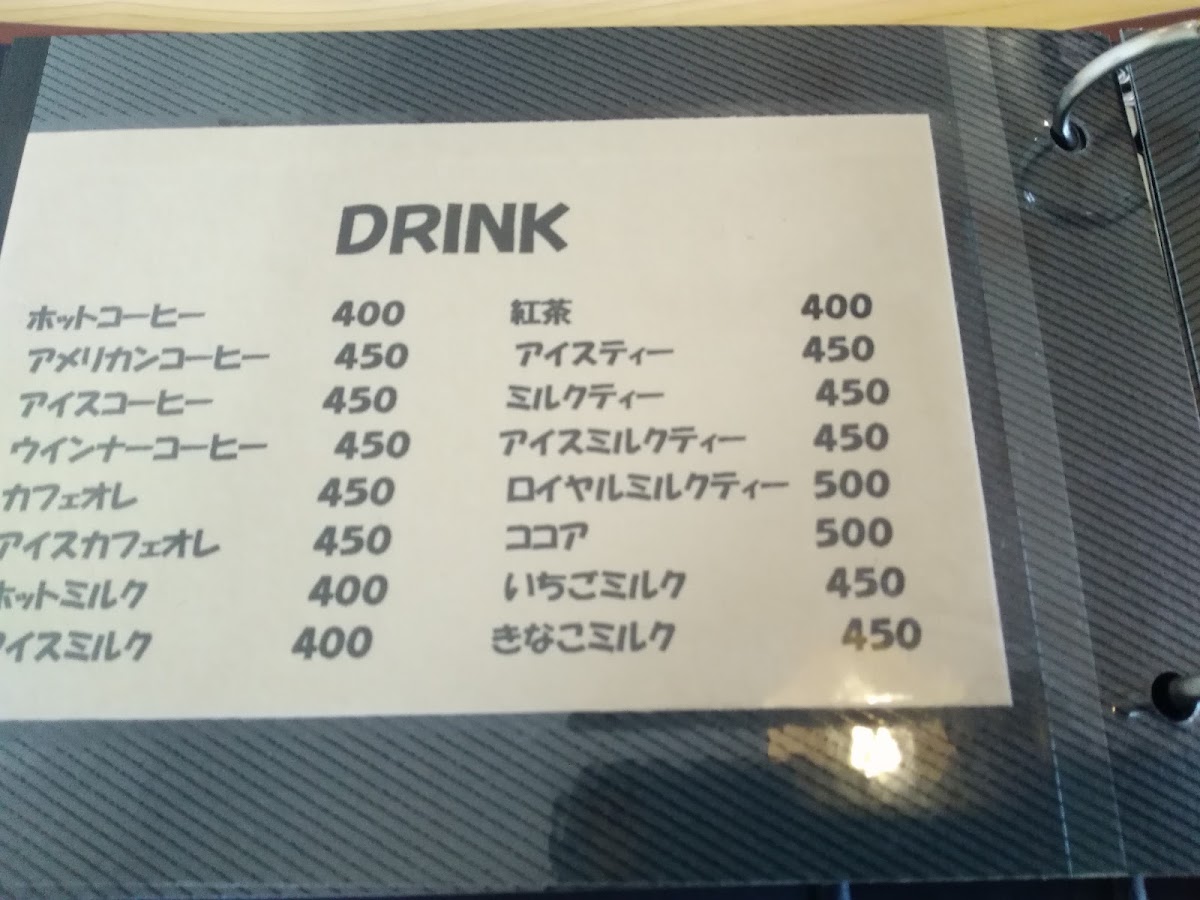 DRINK
ホットコーヒー 400
アメリカンコーヒー 450
アイスコーヒー 450
ウインナーコーヒー 450
カフェオレ 450
アイスカフェオレ 450
ホットミルク 400
アイスミルク 400
紅茶 400
アイスティー 450
ミルクティー 450
アイスミルクティー 450
ロイヤルミルクティー 500
ココア 500
いちごミルク 450
きなこミルク 450